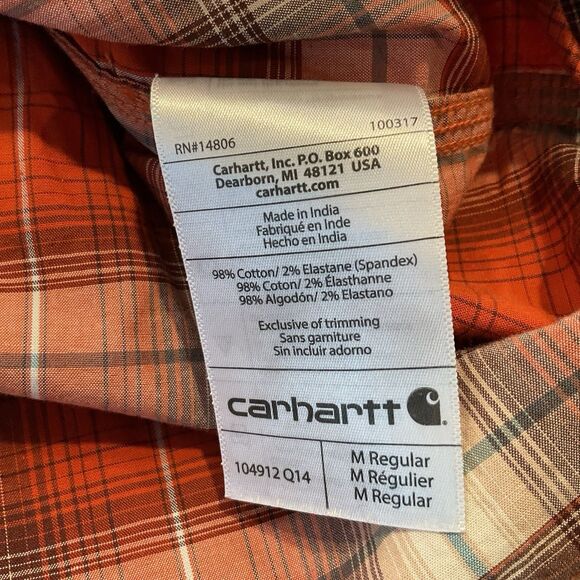 RN#14806 100317
Carhartt, Inc. P.O. Box 600
Dearborn, MI 48121 USA
carhartt.com
Made in India
Fabriqué en Inde
Hecho en India
98% Cotton/ 2% Elastane (Spandex)
98% Coton/ 2% Élasthanne
98% Algodón/ 2% Elastano
Exclusive of trimming
Sans garniture
Sin incluir adorno
carhartt
104912 Q14
M Regular
M Régulier
M Regular